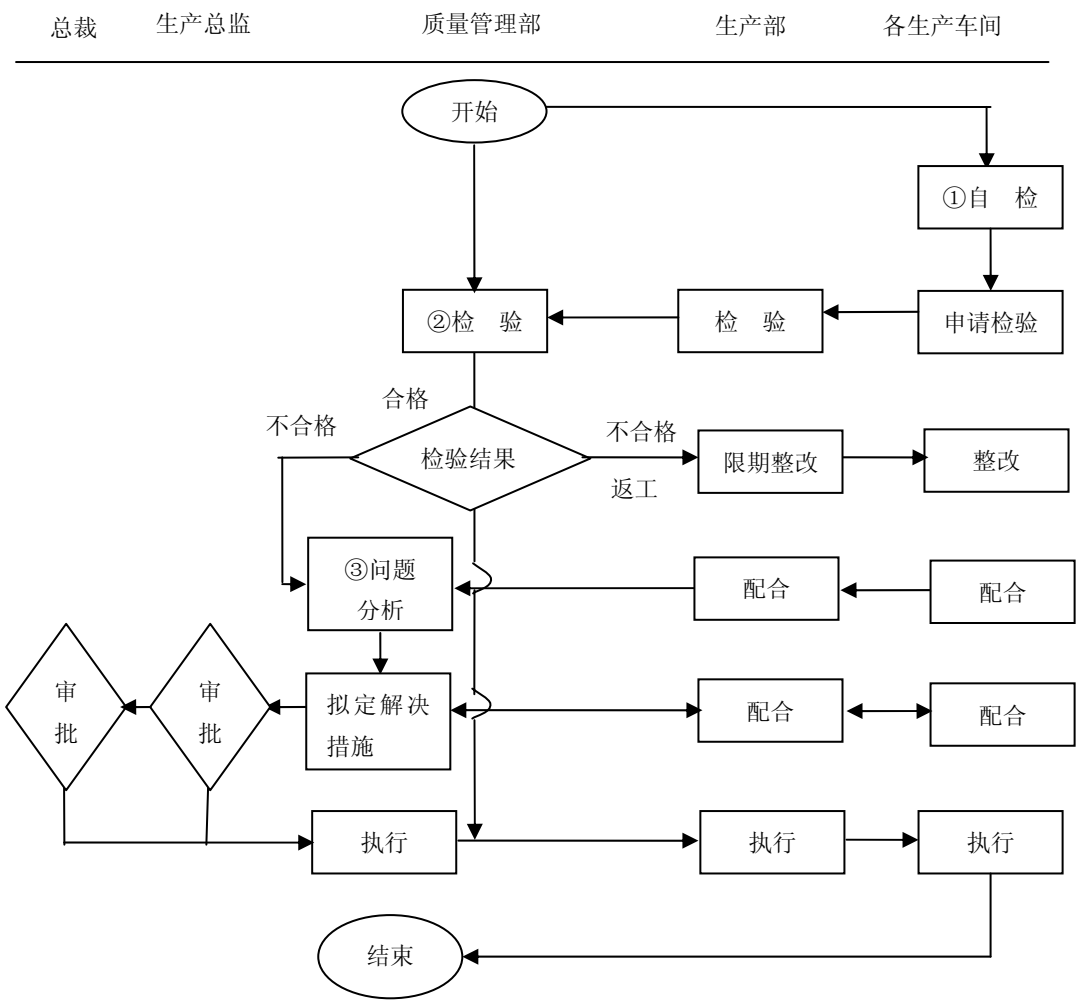 总裁
生产总监
质量管理部
生产部
各生产车间
开始
①自 检
②检 验
检 验
申请检验
合格
不合格
检验结果
不合格
返工
限期整改
整改
③问题
分析
配合
配合
审
批
审
批
拟定解决
措施
配合
配合
执行
执行
执行
结束